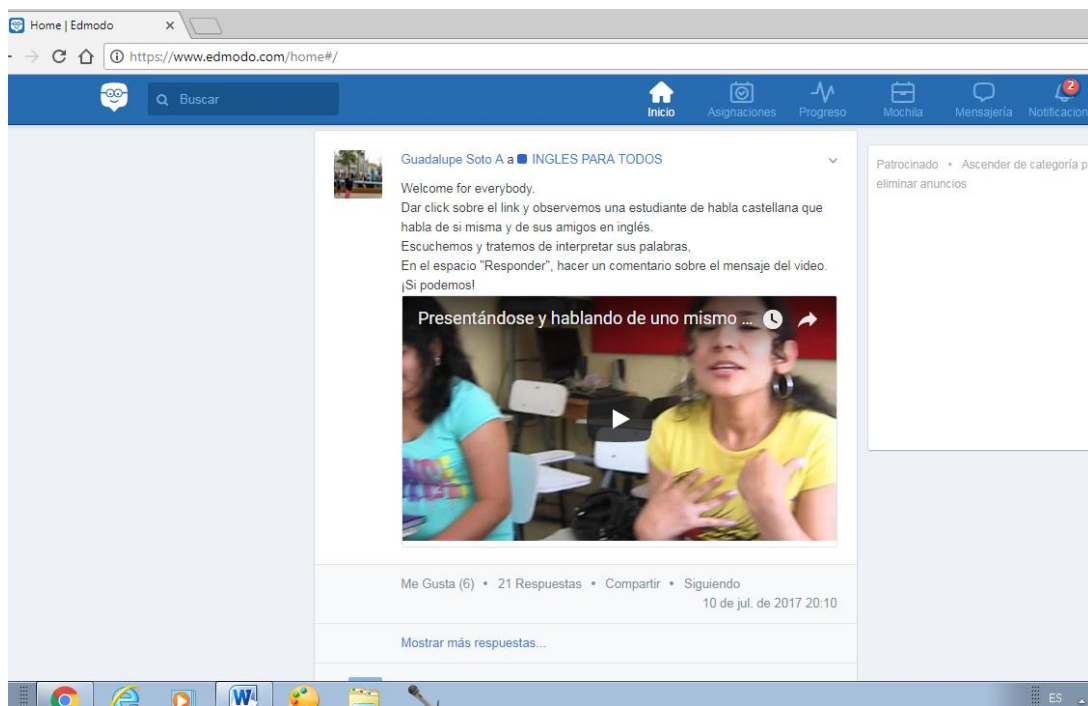 Home | Edmodo
https://www.edmodo.com/home#/
Buscar
Inicio
Asignaciones
Progreso
Mochila
Mensajería
2
Notificacion
Guadalupe Soto A a INGLES PARA TODOS
Welcome for everybody.
Dar click sobre el link y observemos una estudiante de habla castellana que
habla de si misma y de sus amigos en inglés.
Escuchemos y tratemos de interpretar sus palabras,
En el espacio "Responder", hacer un comentario sobre el mensaje del video.
¡Si podemos!
Presentándose y hablando de uno mismo ...
Me Gusta (6) • 21 Respuestas • Compartir • Siguiendo
10 de jul. de 2017 20:10
Mostrar más respuestas...
Patrocinado • Ascender de categoría p
eliminar anuncios
W
ES